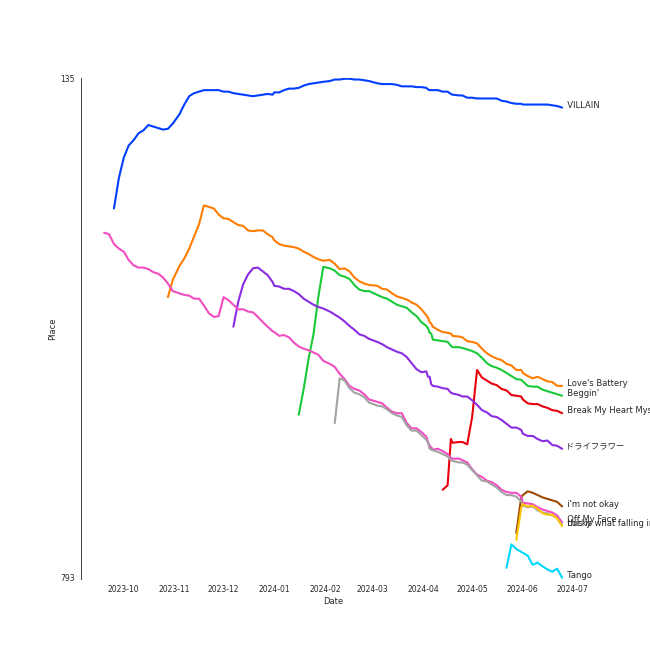 135
VILLAIN
Place
Love's Battery
Beggin'
Break My Heart Mys
ドライフラワー
i'm not okay
Off My Face
what falling i
Tango
793
2023-10
2023-11
2023-12
2024-01
2024-02
2024-03
2024-04
2024-05
2024-06
2024-07
Date